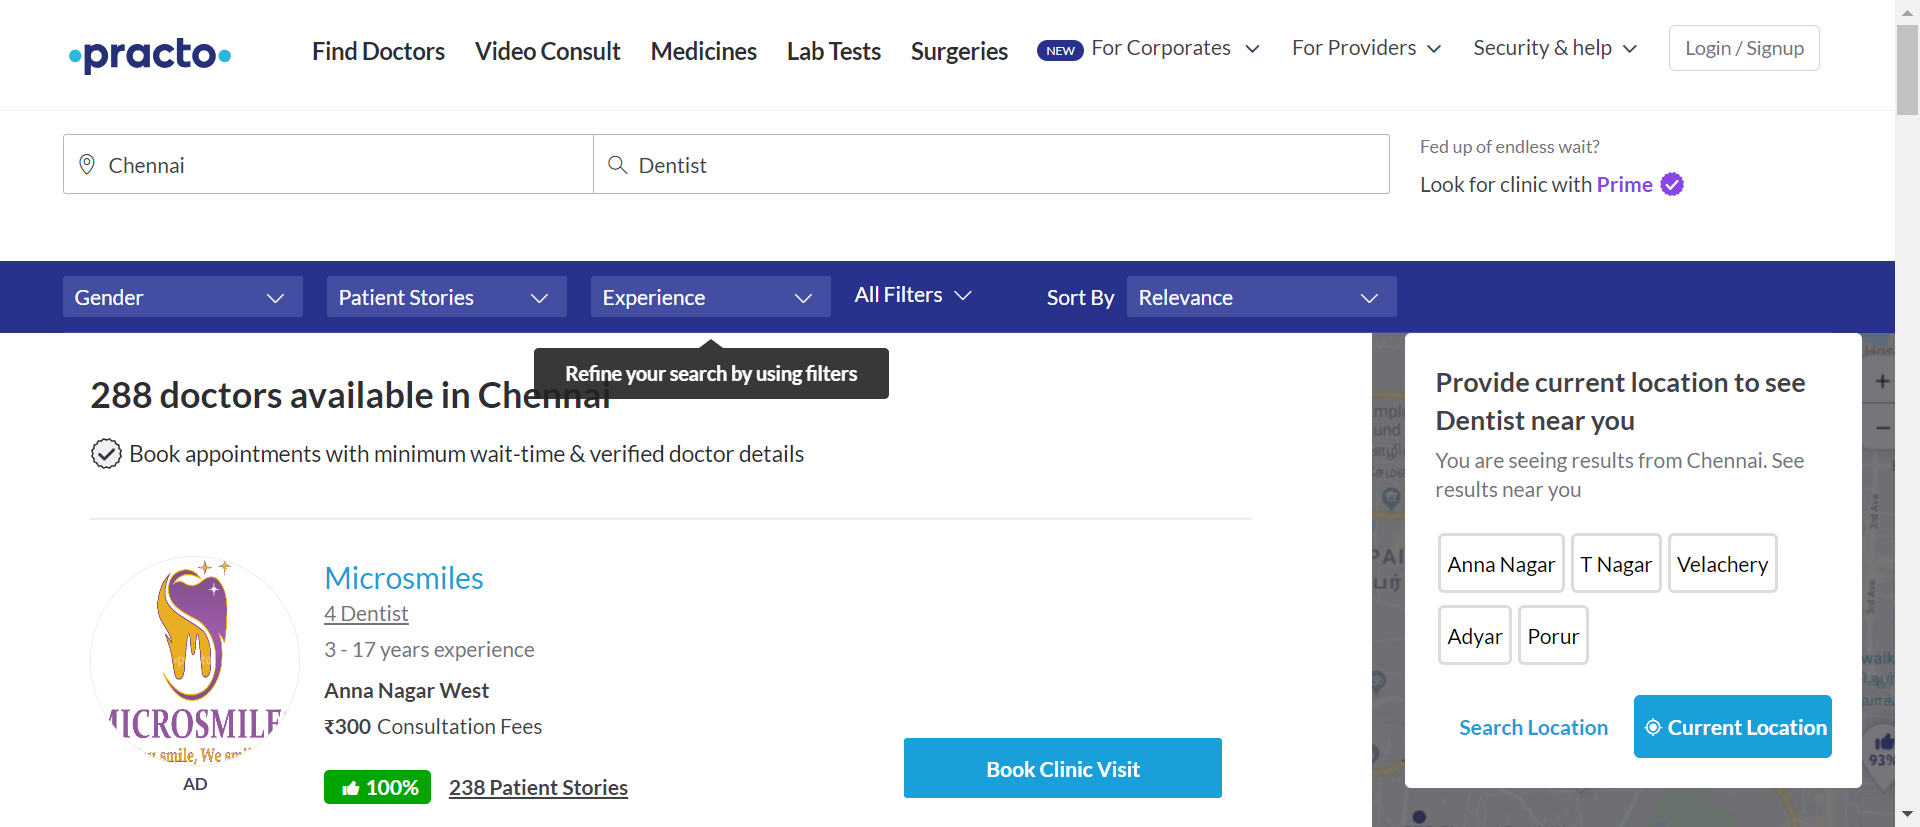 practo
Find Doctors
Video Consult
Medicines
Lab Tests
Surgeries
NEW For Corporates
For Providers
Security & help
Login / Signup
Chennai
Dentist
Fed up of endless wait?
Look for clinic with Prime
Gender
Patient Stories
Experience
All Filters
Sort By
Relevance
Refine your search by using filters
288 doctors available in Chennai
Book appointments with minimum wait-time & verified doctor details
Microsmiles
4 Dentist
3 - 17 years experience
Anna Nagar West
₹300 Consultation Fees
100%
238 Patient Stories
AD
Book Clinic Visit
Provide current location to see
Dentist near you
You are seeing results from Chennai. See
results near you
Anna Nagar
T Nagar
Velachery
Adyar
Porur
Search Location
Current Location
3rd Ave
3rd Ave
93%